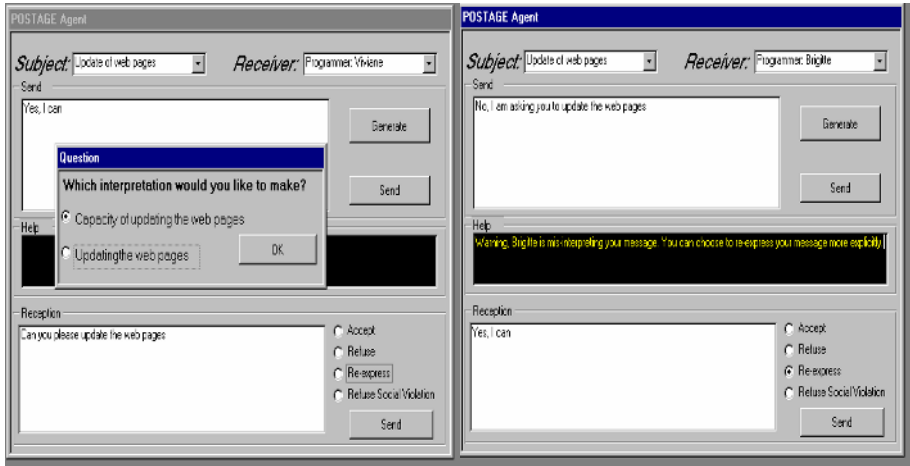 POSTAGE Agent
Subject: Update of web pages
Receiver: Programmer: Viviane
Send
Yes, I can
Generate
Question
Which interpretation would you like to make?
Capacity of updating the web pages
Updating the web pages
OK
Send
Help
Reception
Can you please update the web pages
Accept
Refuse
Re-express
Refuse Social Violation
Send
POSTAGE Agent
Subject: Update of web pages
Receiver: Programmer: Brigitte
Send
No, I am asking you to update the web pages
Generate
Send
Help
Warning, Brigitte is mis-interpreting your message. You can choose to re-express your message more explicitly
Reception
Yes, I can
Accept
Refuse
Re-express
Refuse Social Violation
Send